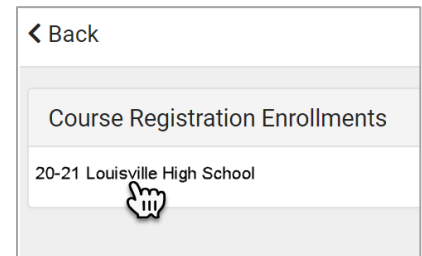 Back
Course Registration Enrollments
20-21 Louisville High School